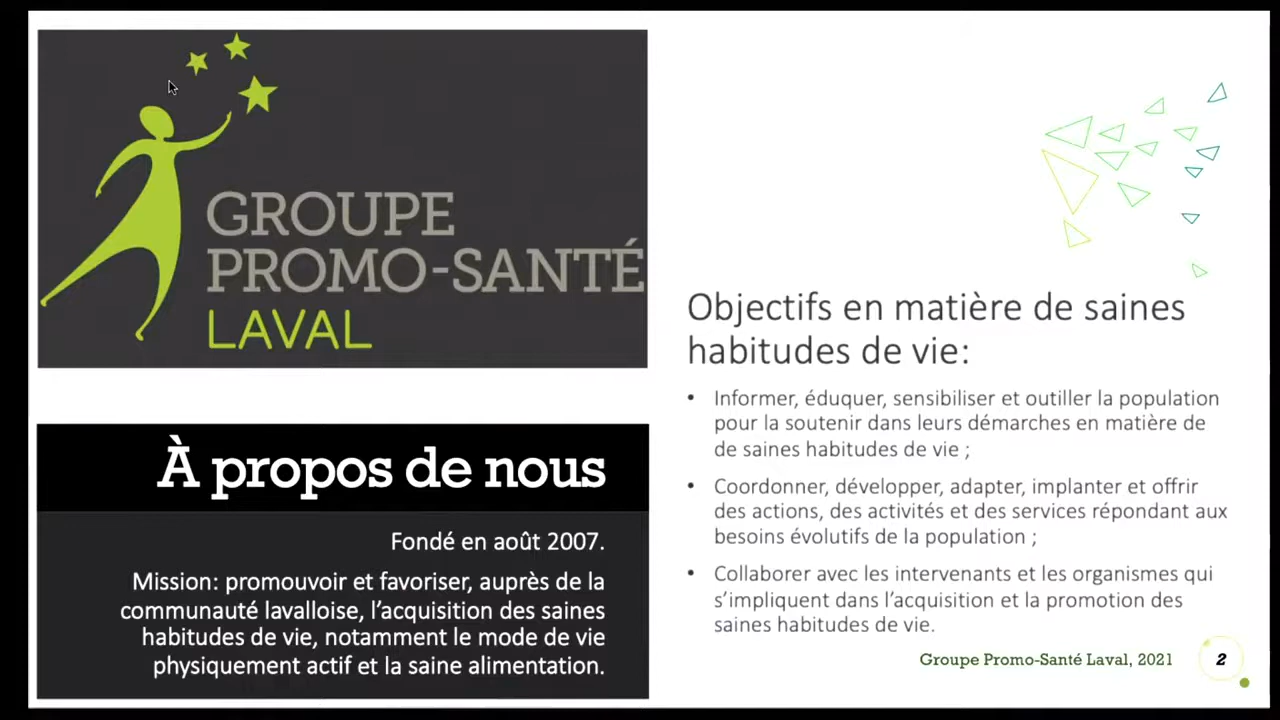 GROUPE
PROMO-SANTÉ
LAVAL
À propos de nous
Fondé en août 2007.
Mission: promouvoir et favoriser, auprès de la
communauté lavalloise, l'acquisition des saines
habitudes de vie, notamment le mode de vie
physiquement actif et la saine alimentation.
Objectifs en matière de saines
habitudes de vie:
• Informer, éduquer, sensibiliser et outiller la population
pour la soutenir dans leurs démarches en matière de
de saines habitudes de vie ;
• Coordonner, développer, adapter, implanter et offrir
des actions, des activités et des services répondant aux
besoins évolutifs de la population ;
• Collaborer avec les intervenants et les organismes qui
s'impliquent dans l'acquisition et la promotion des
saines habitudes de vie.
Groupe Promo-Santé Laval, 2021
2